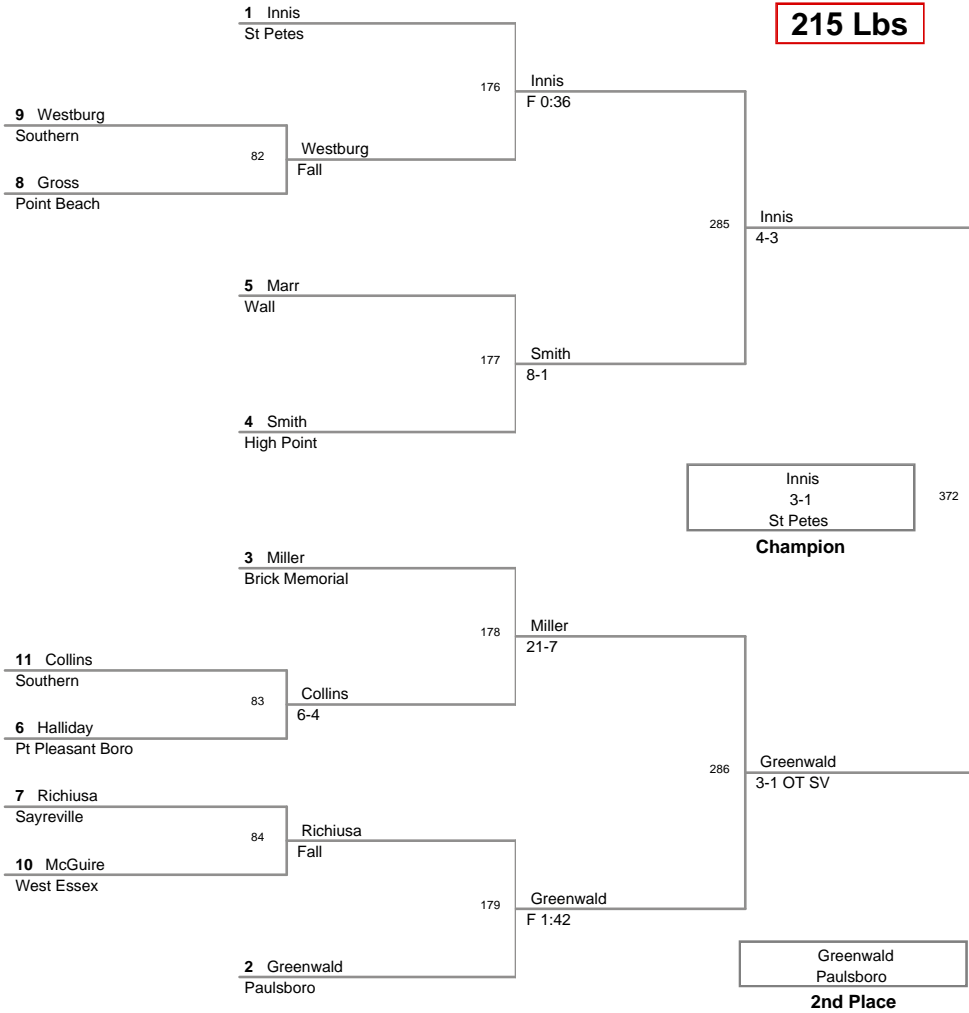 215 Lbs
1 Innis
St Petes
176
Innis
F 0:36
9 Westburg
Southern
82
Westburg
Fall
8 Gross
Point Beach
285
Innis
4-3
5 Marr
Wall
177
Smith
8-1
4 Smith
High Point
Innis
3-1
St Petes
372
Champion
3 Miller
Brick Memorial
178
Miller
21-7
11 Collins
Southern
83
Collins
6-4
6 Halliday
Pt Pleasant Boro
286
Greenwald
3-1 OT SV
7 Richiusa
Sayreville
84
Richiusa
Fall
10 McGuire
West Essex
179
Greenwald
F 1:42
2 Greenwald
Paulsboro
Greenwald
Paulsboro
2nd Place